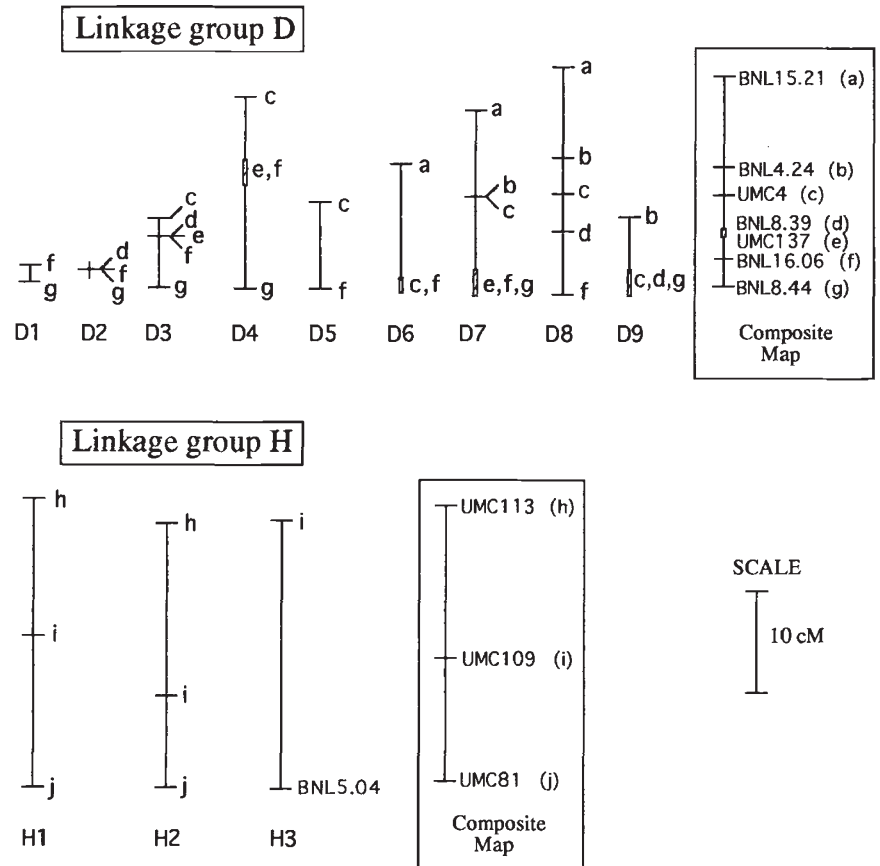 Linkage group D
a
c
a
b
c
d
f
a
b
c
e,f,g
a
c,f
c
f
c
e,f
g
c
d
e
f
g
d
f
g
f
g
b
c,d,g
D1
D2
D3
D4
D5
D6
D7
D8
D9
BNL15.21 (a)
BNL4.24 (b)
UMC4 (c)
BNL8.39 (d)
UMC137 (e)
BNL16.06 (f)
BNL8.44 (g)
Composite
Map
Linkage group H
h
i
j
H1
h
i
j
H2
i
BNL5.04
H3
UMC113 (h)
UMC109 (i)
UMC81 (j)
Composite
Map
SCALE
10 cM